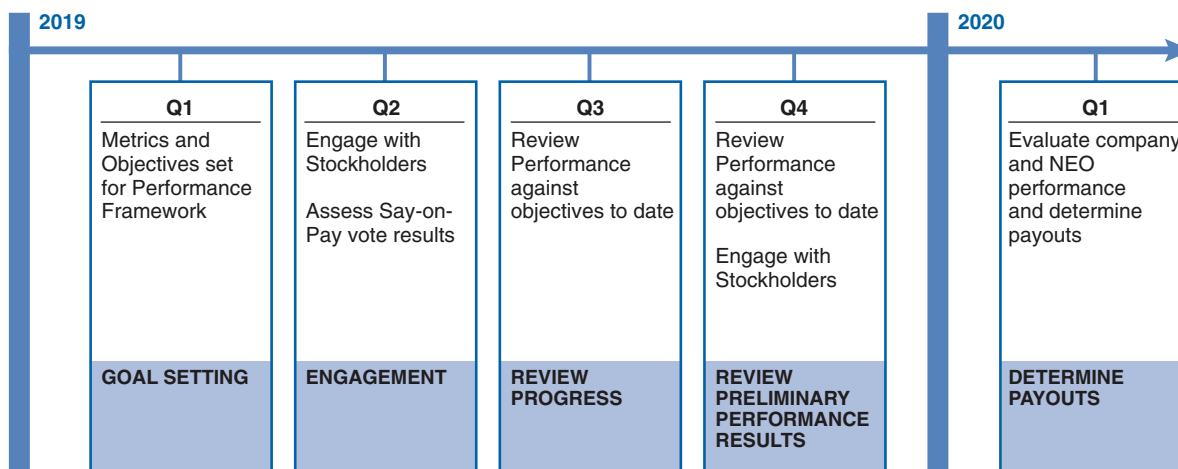 2019
2020
Q1
Metrics and
Objectives set
for Performance
Framework
GOAL SETTING
Q2
Engage with
Stockholders
Assess Say-on-
Pay vote results
ENGAGEMENT
Q3
Review
Performance
against
objectives to date
REVIEW
PROGRESS
Q4
Review
Performance
against
objectives to date
Engage with
Stockholders
REVIEW
PRELIMINARY
PERFORMANCE
RESULTS
Q1
Evaluate company
and NEO
performance
and determine
payouts
DETERMINE
PAYOUTS